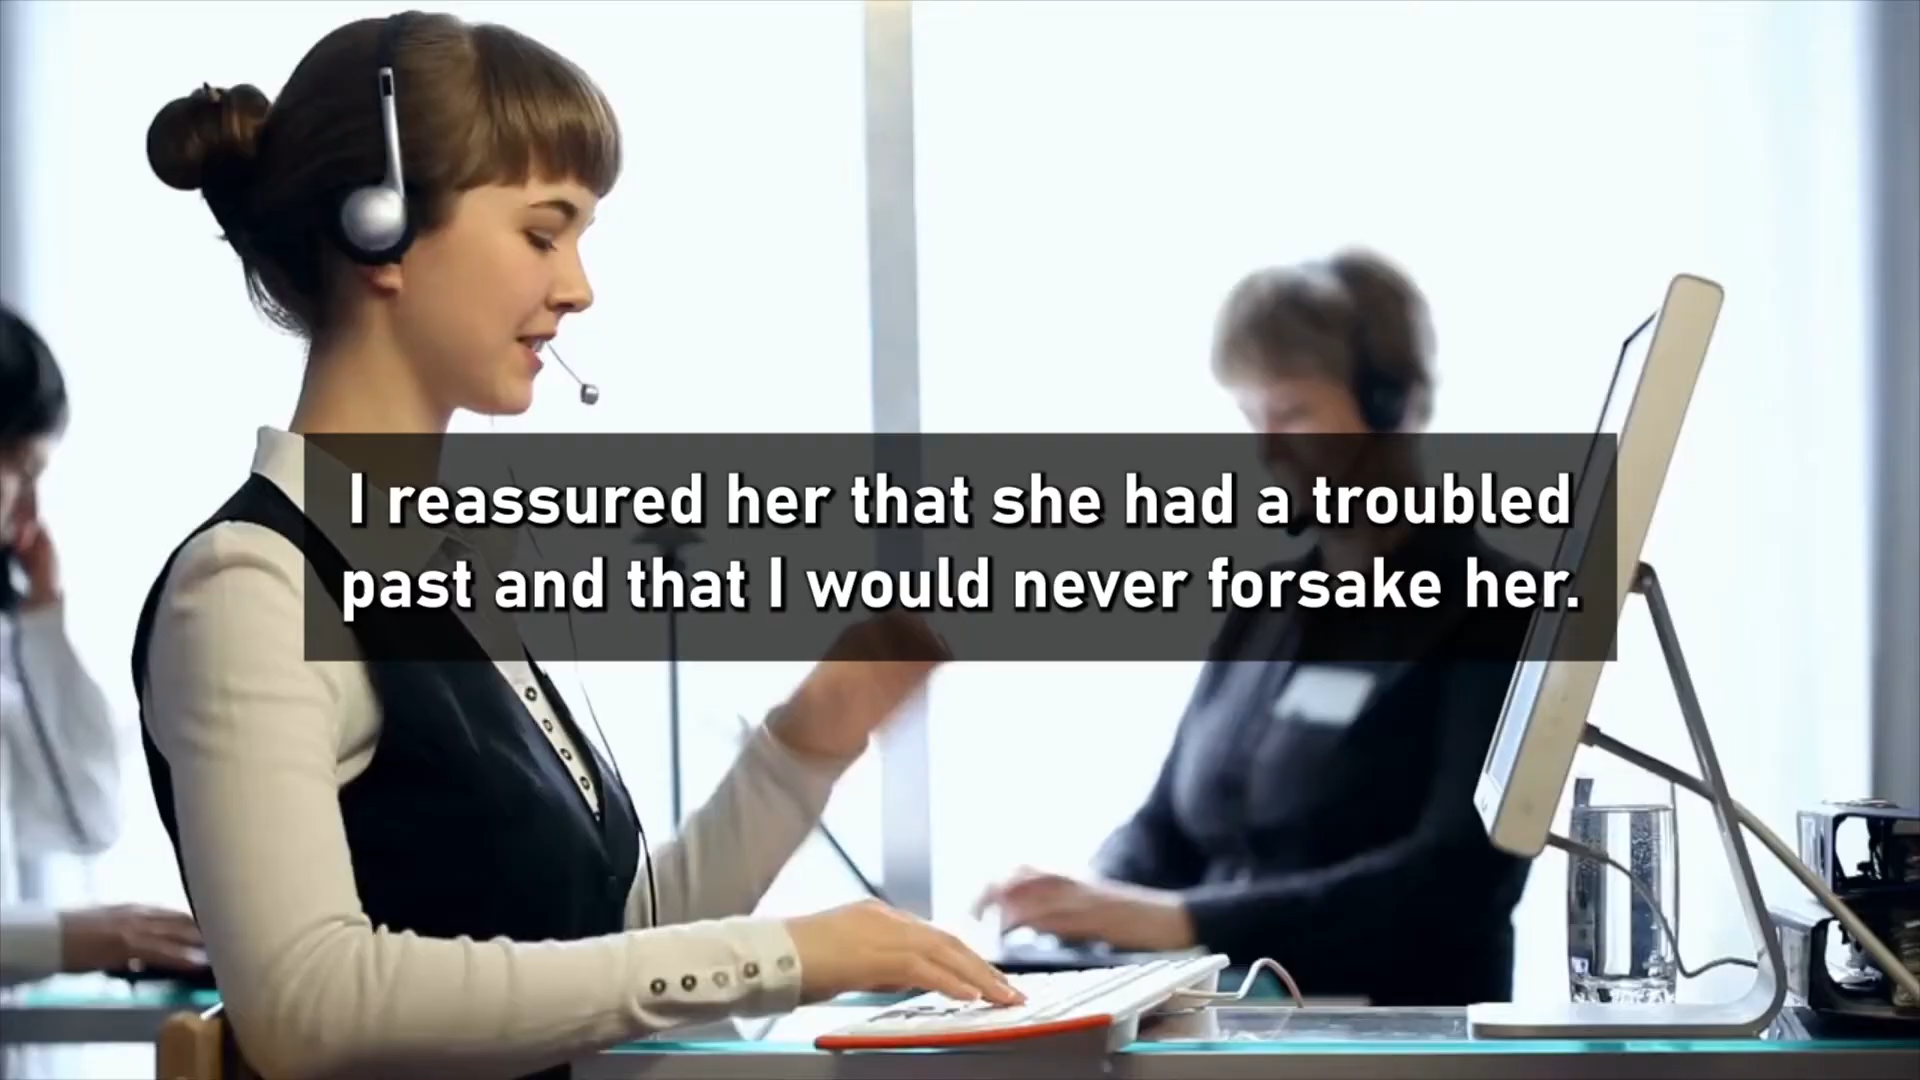 I reassured her that she had a troubled
past and that I would never forsake her.